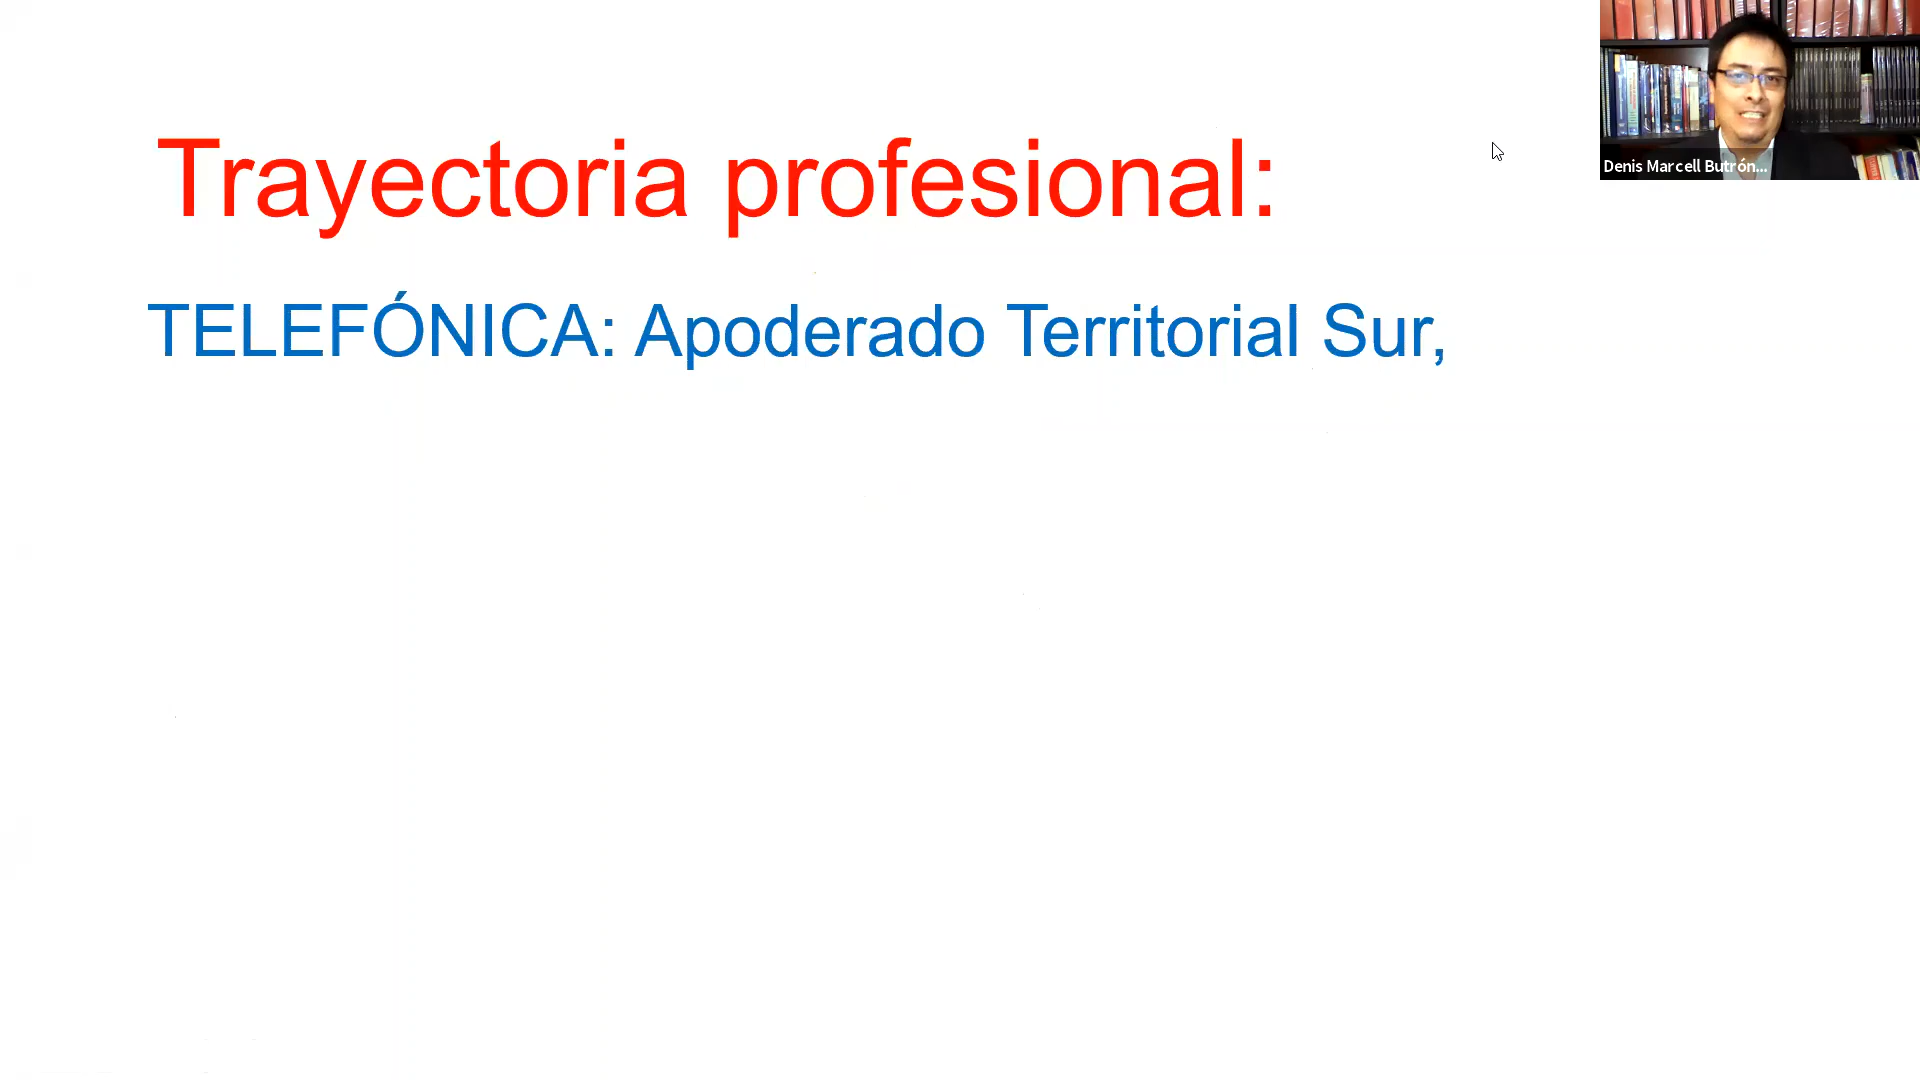 Trayectoria profesional:
TELEFÓNICA: Apoderado Territorial Sur,
Denis Marcell Butrón...